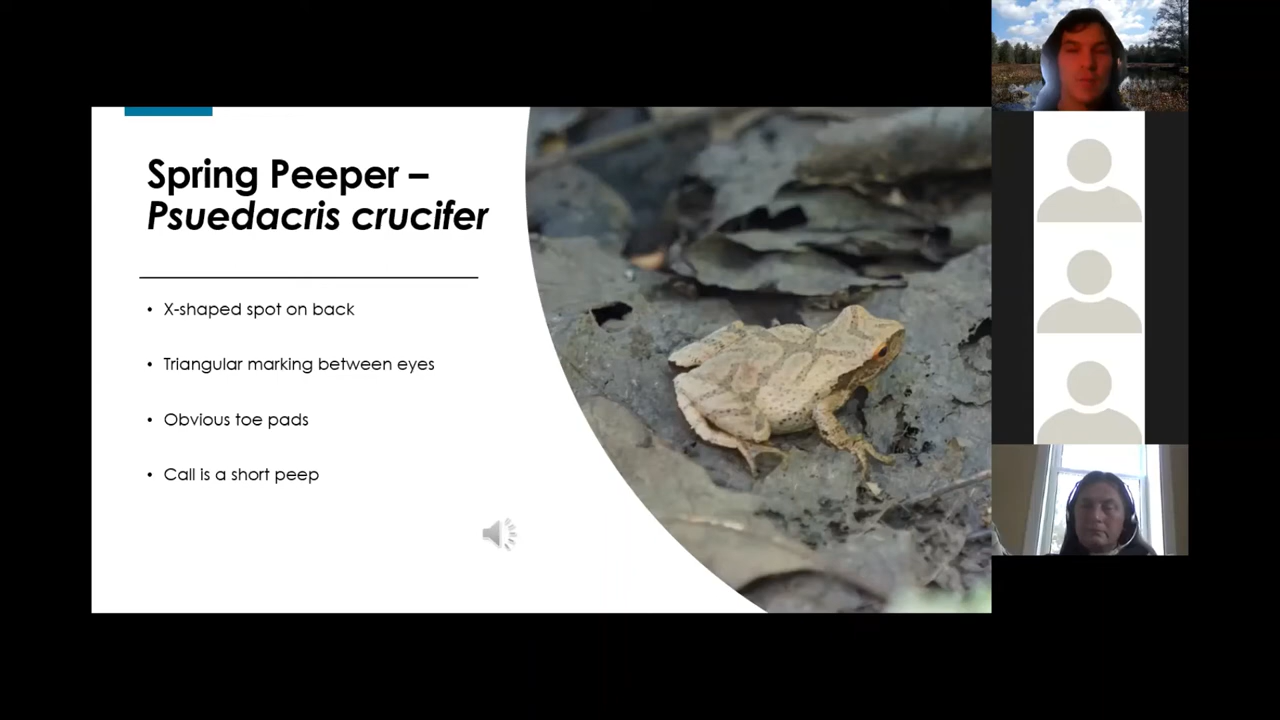 Spring Peeper –
Psuedacris crucifer
• X-shaped spot on back
• Triangular marking between eyes
• Obvious toe pads
• Call is a short peep